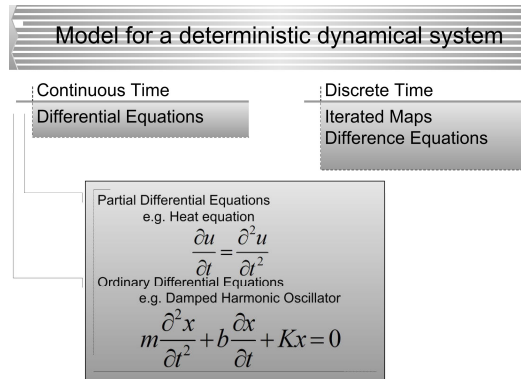 Model for a deterministic dynamical system
Continuous Time
Differential Equations
Discrete Time
Iterated Maps
Difference Equations
Partial Differential Equations
e.g. Heat equation
∂u/∂t = ∂²u/∂t²
Ordinary Differential Equations
e.g. Damped Harmonic Oscillator
m ∂²x/∂t² + b ∂x/∂t + Kx = 0